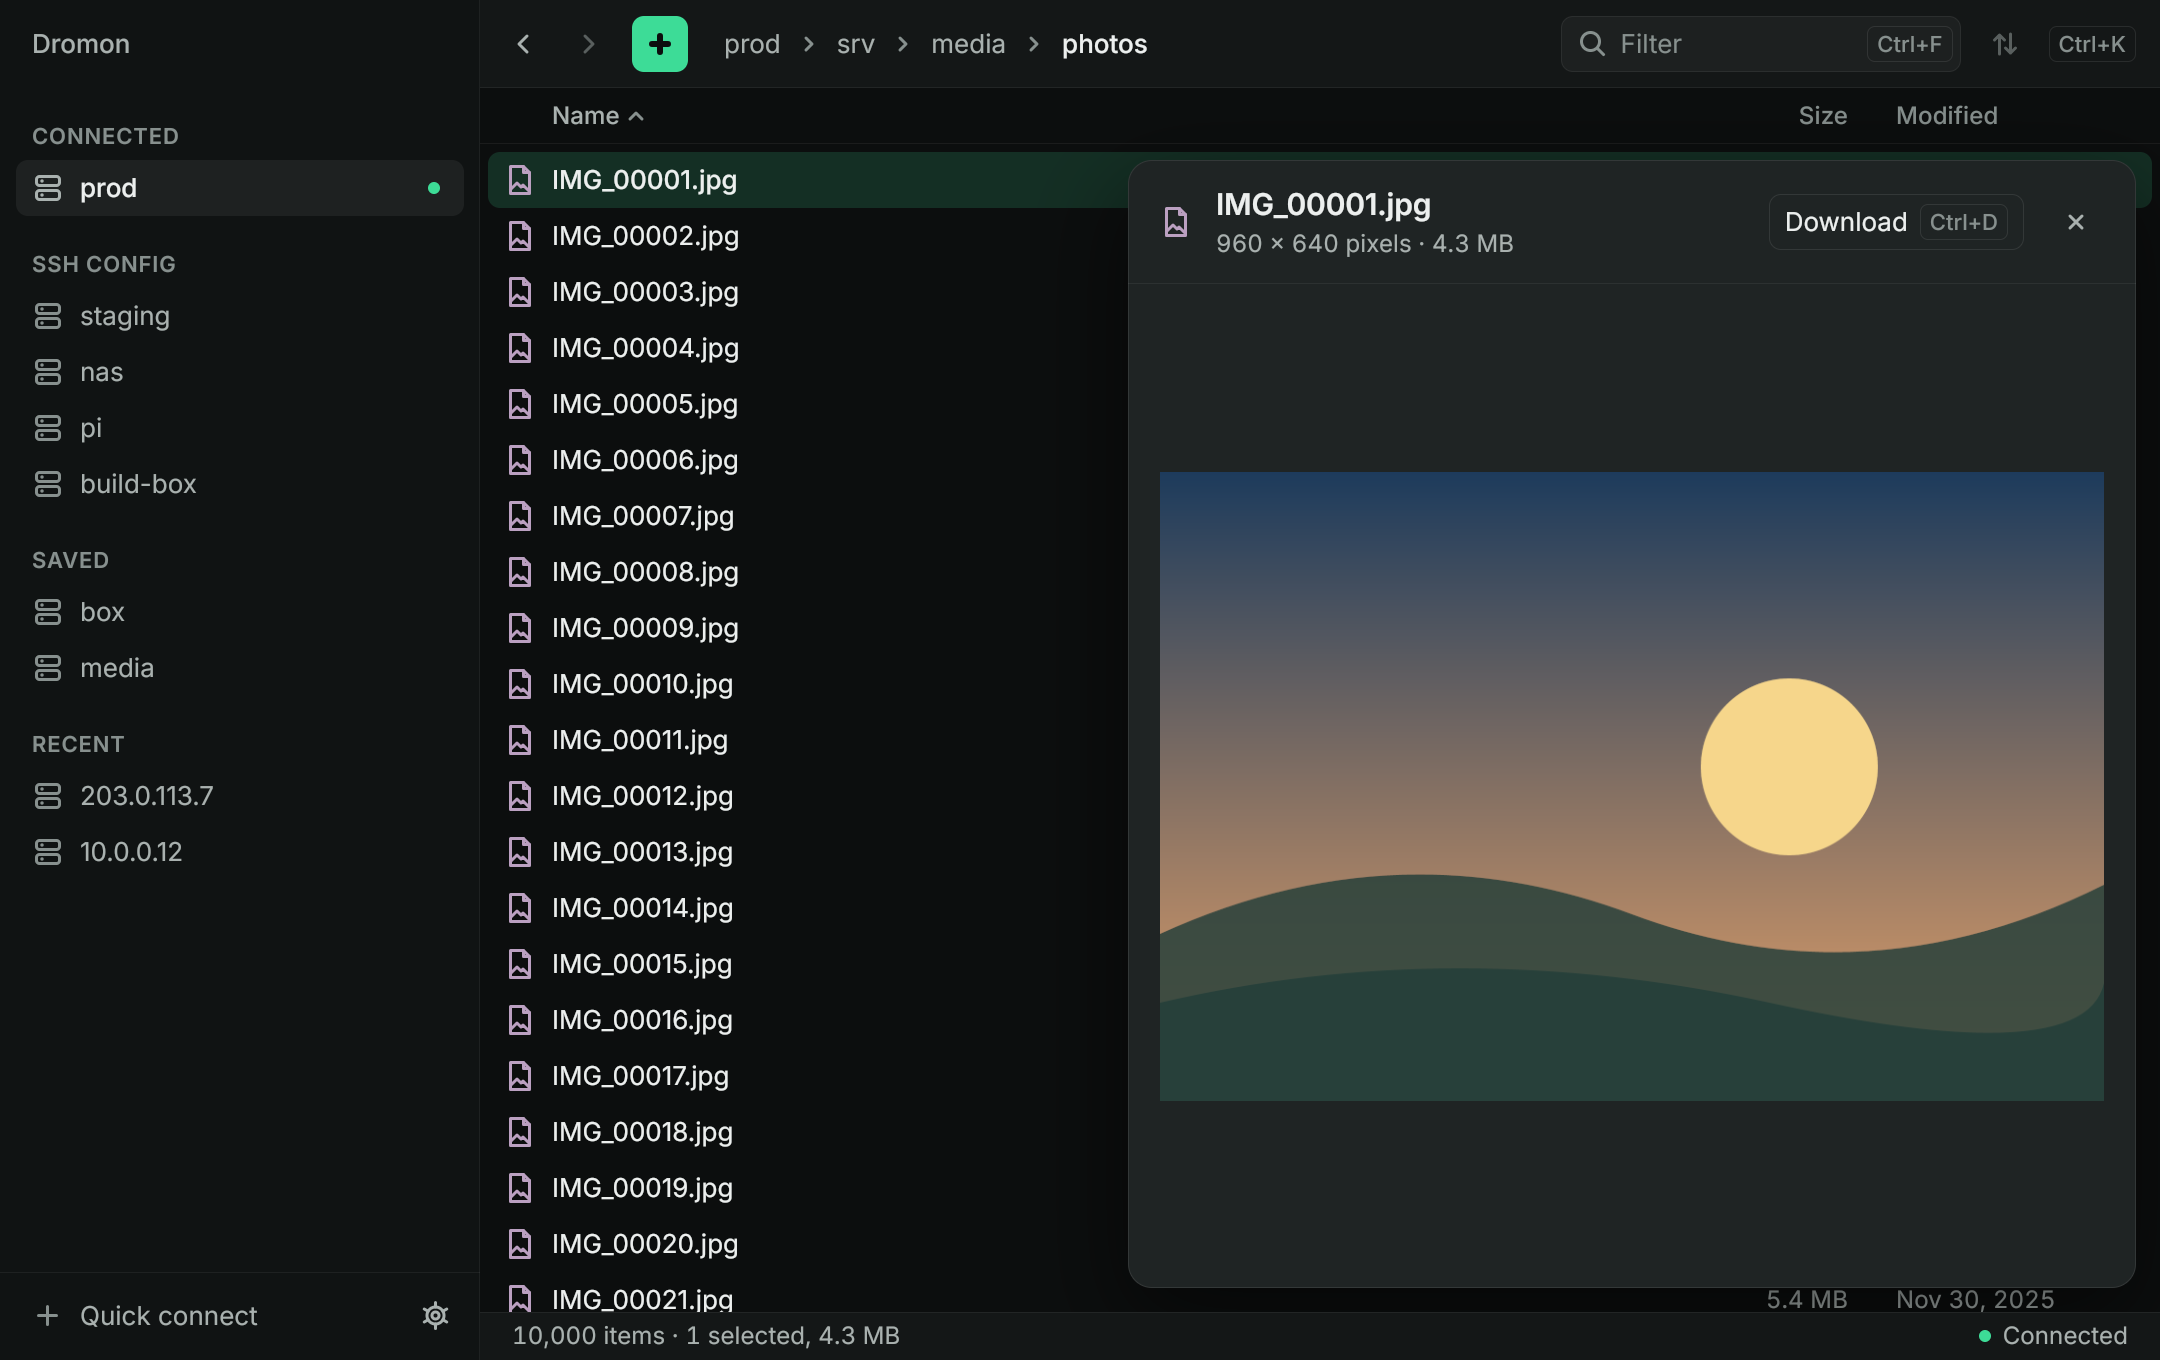 Dromon
CONNECTED
prod
SSH CONFIG
staging
nas
pi
build-box
SAVED
box
media
RECENT
203.0.113.7
10.0.0.12
Quick connect
prod > srv > media > photos
Filter Ctrl+F
Ctrl+K
Name Size Modified
IMG_00001.jpg
IMG_00002.jpg
IMG_00003.jpg
IMG_00004.jpg
IMG_00005.jpg
IMG_00006.jpg
IMG_00007.jpg
IMG_00008.jpg
IMG_00009.jpg
IMG_00010.jpg
IMG_00011.jpg
IMG_00012.jpg
IMG_00013.jpg
IMG_00014.jpg
IMG_00015.jpg
IMG_00016.jpg
IMG_00017.jpg
IMG_00018.jpg
IMG_00019.jpg
IMG_00020.jpg
IMG_00021.jpg 5.4 MB Nov 30, 2025
IMG_00001.jpg
960 × 640 pixels · 4.3 MB
Download Ctrl+D
10,000 items · 1 selected, 4.3 MB
Connected